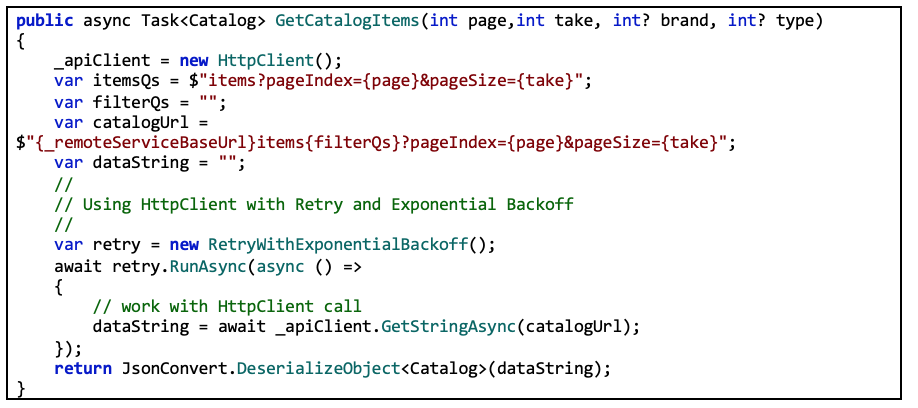 public async Task<Catalog> GetCatalogItems(int page,int take, int? brand, int? type)
{
    _apiClient = new HttpClient();
    var itemsQs = $"items?pageIndex={page}&pageSize={take}";
    var filterQs = "";
    var catalogUrl =
$"{_remoteServiceBaseUrl}items{filterQs}?pageIndex={page}&pageSize={take}";
    var dataString = "";
    //
    // Using HttpClient with Retry and Exponential Backoff
    //
    var retry = new RetryWithExponentialBackoff();
    await retry.RunAsync(async () =>
    {
        // work with HttpClient call
        dataString = await _apiClient.GetStringAsync(catalogUrl);
    });
    return JsonConvert.DeserializeObject<Catalog>(dataString);
}